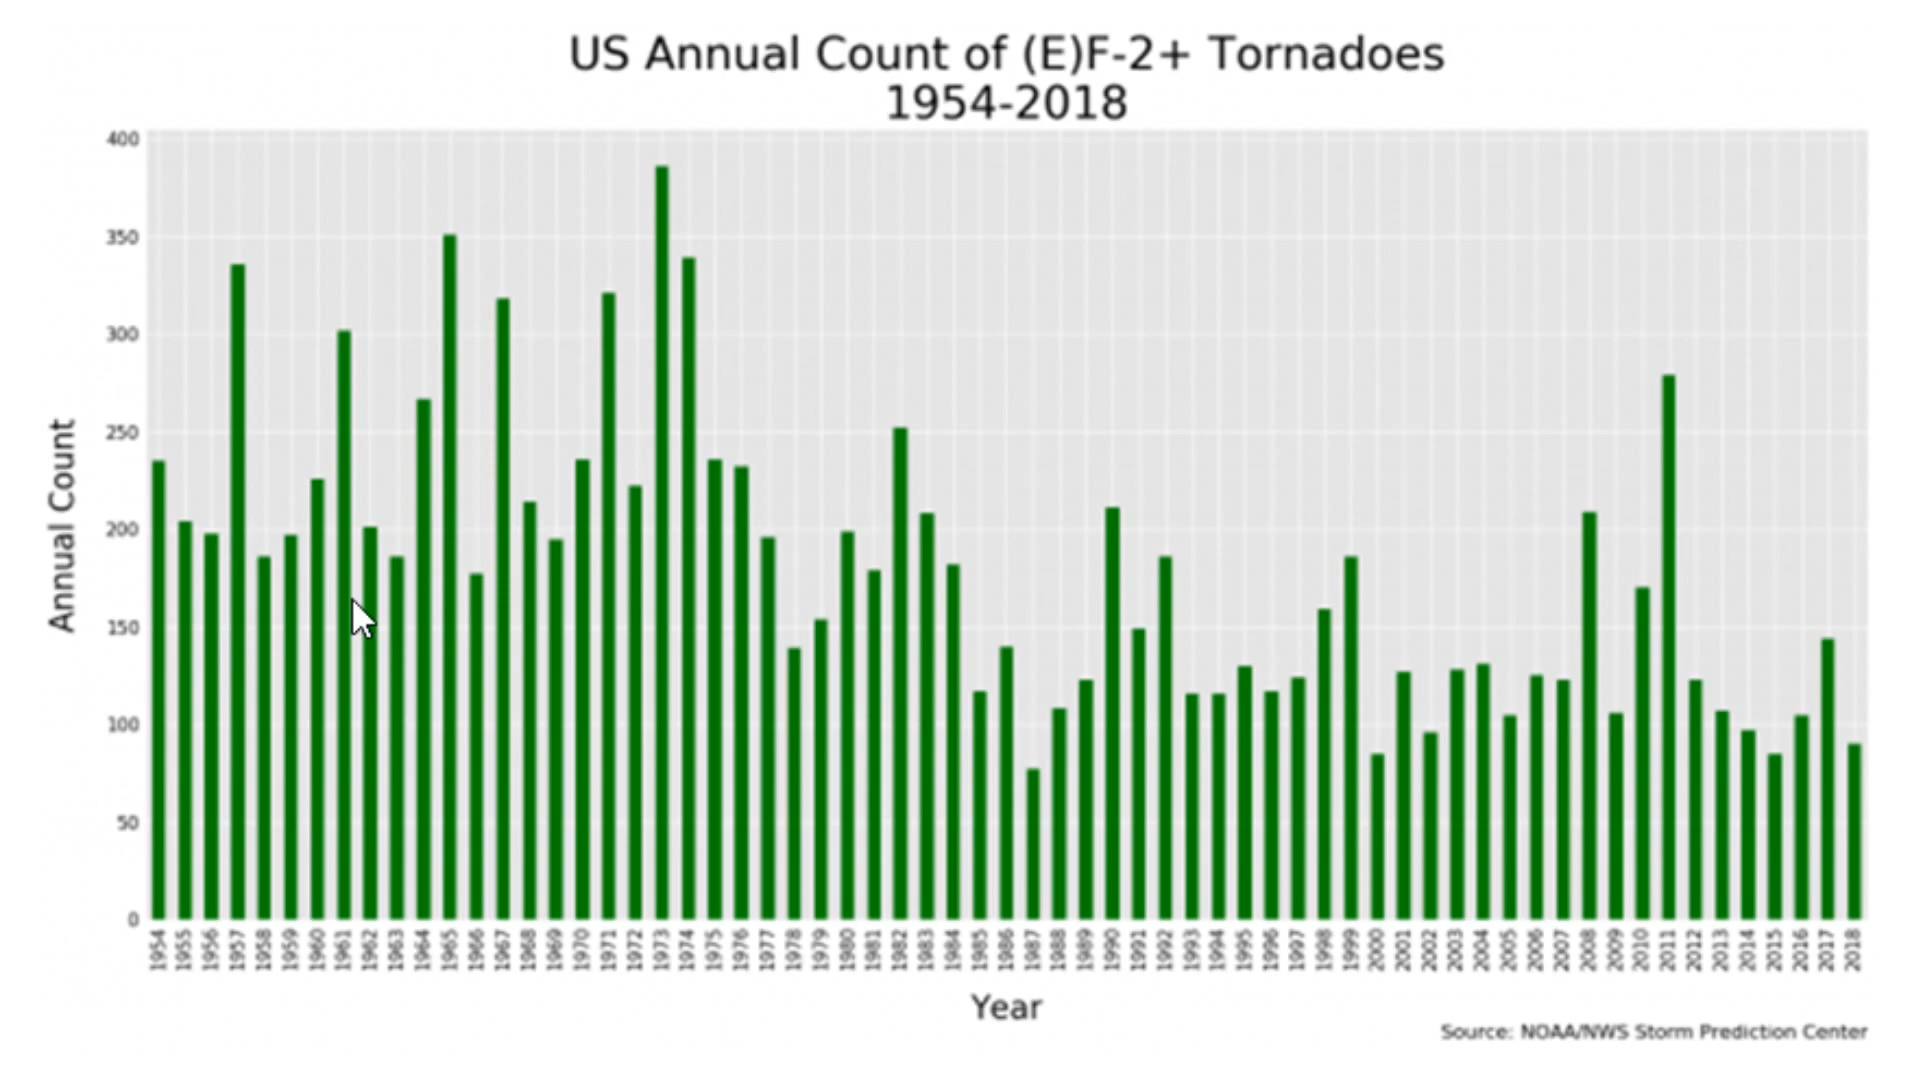 US Annual Count of (E)F-2+ Tornadoes
1954-2018
400
350
300
250
200
150
100
50
0
Annual Count
1954 1955 1956 1957 1958 1959 1960 1961 1962 1963 1964 1965 1966 1967 1968 1969 1970 1971 1972 1973 1974 1975 1976 1977 1978 1979 1980 1981 1982 1983 1984 1985 1986 1987 1988 1989 1990 1991 1992 1993 1994 1995 1996 1997 1998 1999 2000 2001 2002 2003 2004 2005 2006 2007 2008 2009 2010 2011 2012 2013 2014 2015 2016 2017 2018
Year
Source: NOAA/NWS Storm Prediction Center